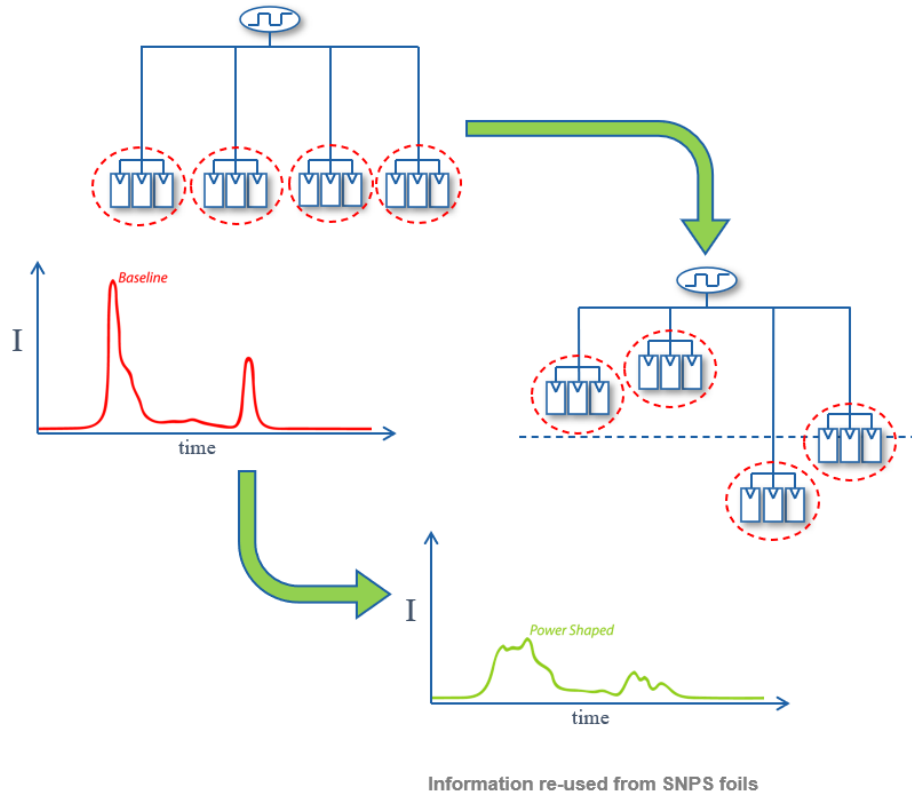 Baseline
I
time
Power Shaped
I
time
Information re-used from SNPS foils